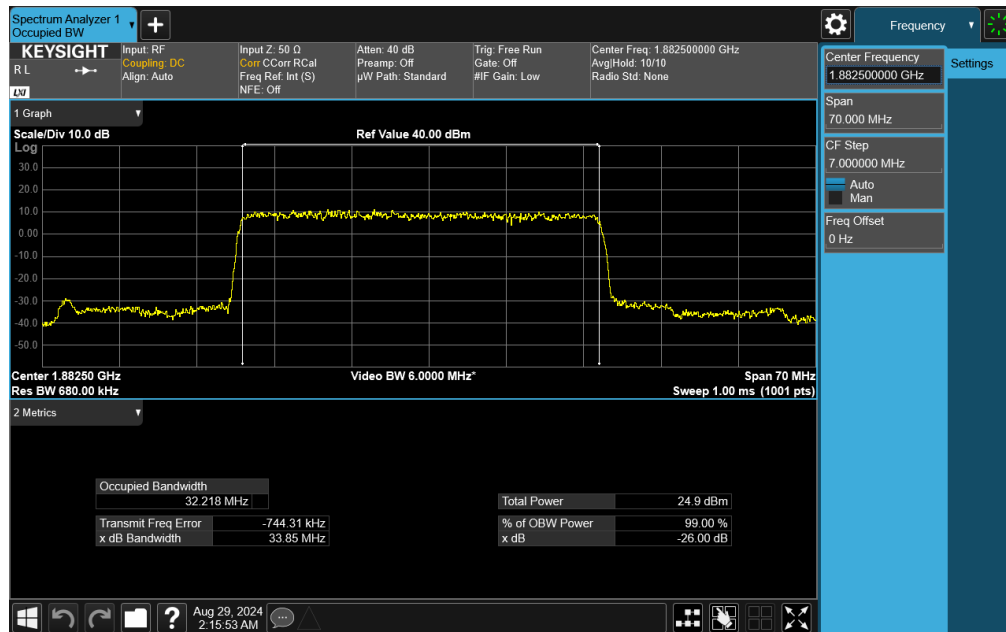 Spectrum Analyzer 1
Occupied BW
Frequency
KEYSIGHT
R L
LXI
Input: RF
Coupling: DC
Align: Auto
Input Z: 50 Ω
Corr CCorr RCal
Freq Ref: Int (S)
NFE: Off
Atten: 40 dB
Preamp: Off
µW Path: Standard
Trig: Free Run
Gate: Off
#IF Gain: Low
Center Freq: 1.882500000 GHz
Avg|Hold: 10/10
Radio Std: None
Center Frequency
1.882500000 GHz
Settings
Span
70.000 MHz
CF Step
7.000000 MHz
Auto
Man
Freq Offset
0 Hz
1 Graph
Scale/Div 10.0 dB
Ref Value 40.00 dBm
Log
30.0
20.0
10.0
0.00
-10.0
-20.0
-30.0
-40.0
-50.0
Center 1.88250 GHz
Video BW 6.0000 MHz*
Span 70 MHz
Res BW 680.00 kHz
Sweep 1.00 ms (1001 pts)
2 Metrics
Occupied Bandwidth
32.218 MHz
Transmit Freq Error -744.31 kHz
x dB Bandwidth 33.85 MHz
Total Power 24.9 dBm
% of OBW Power 99.00 %
x dB -26.00 dB
?
Aug 29, 2024
2:15:53 AM